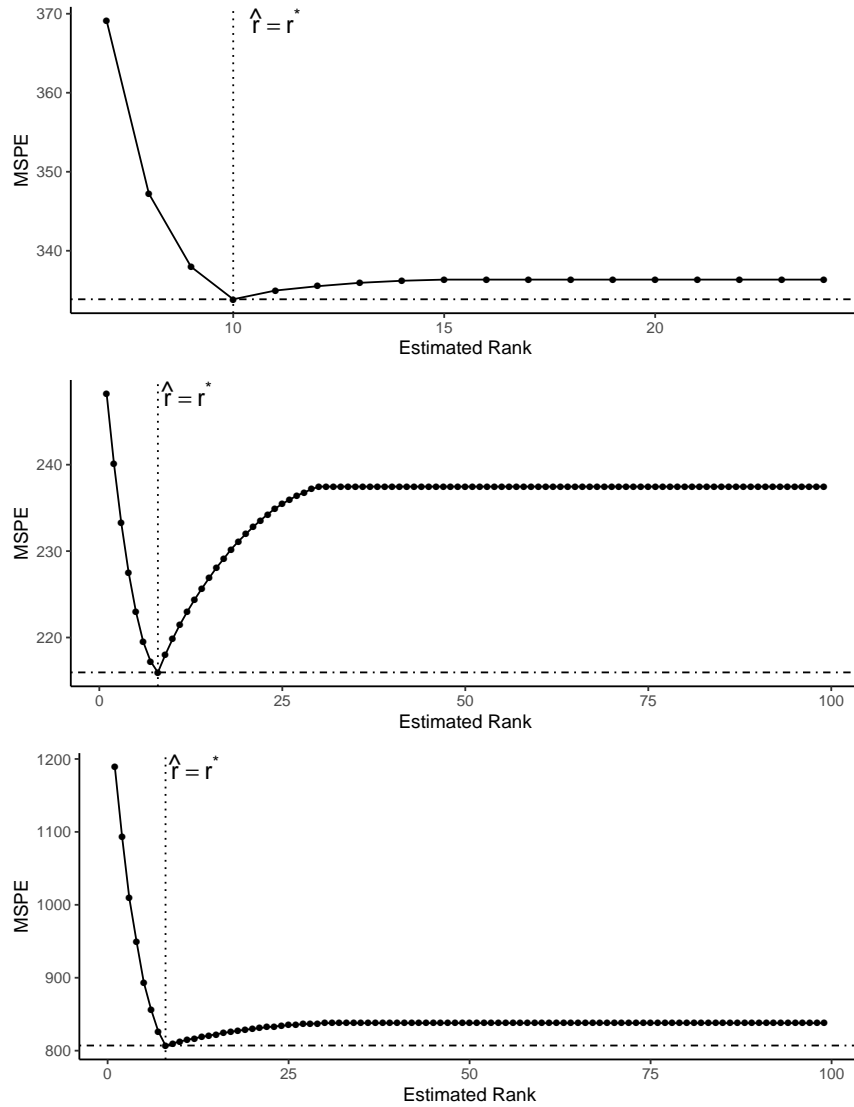 370
r̂ = r*
360
MSPE
350
340
10 15 20
Estimated Rank
r̂ = r*
240
MSPE
230
220
0 25 50 75 100
Estimated Rank
1200
r̂ = r*
1100
MSPE
1000
900
800
0 25 50 75 100
Estimated Rank